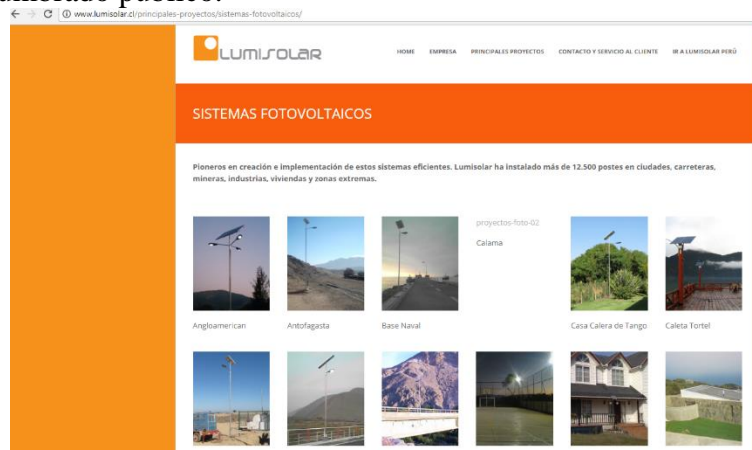 umbrado público.
www.lumisolar.cl/principales-proyectos/sistemas-fotovoltaicos/
LUMISOLAR
HOME EMPRESA PRINCIPALES PROYECTOS CONTACTO Y SERVICIO AL CLIENTE IR A LUMISOLAR PERÚ
SISTEMAS FOTOVOLTAICOS
Pioneros en creación e implementación de estos sistemas eficientes. Lumisolar ha instalado más de 12.500 postes en ciudades, carreteras,
mineras, industrias, viviendas y zonas extremas.
proyectos-foto-02
Calama
Angloamerican Antofagasta Base Naval Casa Calera de Tango Caleta Tortel